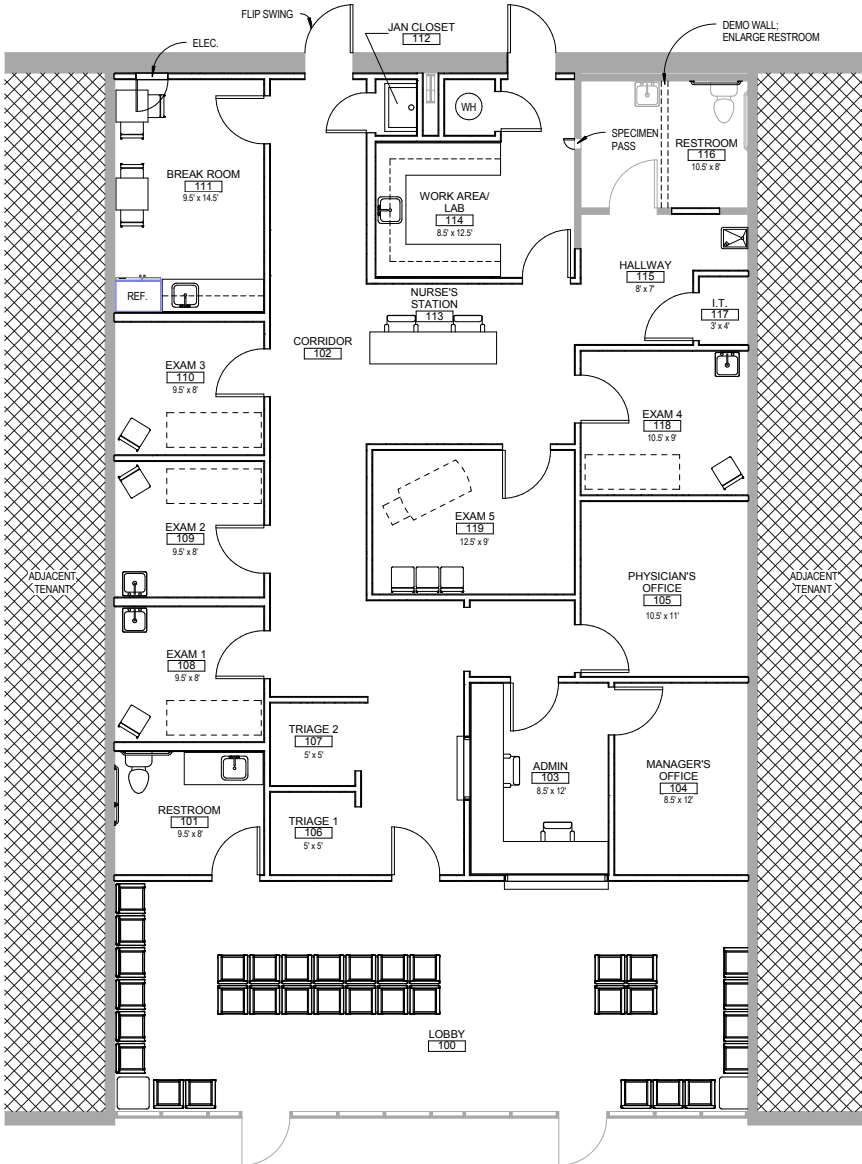 FLIP SWING
JAN CLOSET
112
DEMO WALL;
ENLARGE RESTROOM
ELEC.
WH
SPECIMEN
PASS
RESTROOM
116
10.5' x 8'
BREAK ROOM
111
9.5' x 14.5'
WORK AREA/
LAB
114
8.5' x 12.5'
HALLWAY
115
8' x 7'
REF.
NURSE'S
STATION
113
I.T.
117
3' x 4'
CORRIDOR
102
EXAM 3
110
9.5' x 8'
EXAM 4
118
10.5' x 9'
EXAM 2
109
9.5' x 8'
EXAM 5
119
12.5' x 9'
ADJACENT
TENANT
PHYSICIAN'S
OFFICE
105
10.5' x 11'
ADJACENT
TENANT
EXAM 1
108
9.5' x 8'
TRIAGE 2
107
5' x 5'
ADMIN
103
8.5' x 12'
MANAGER'S
OFFICE
104
8.5' x 12'
RESTROOM
101
9.5' x 8'
TRIAGE 1
106
5' x 5'
LOBBY
100